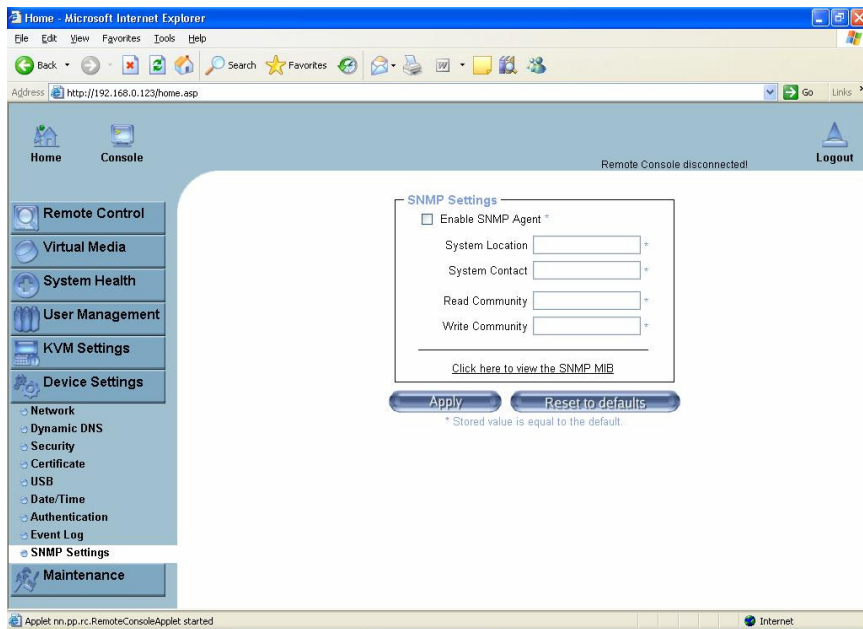 Home - Microsoft Internet Explorer
File Edit View Favorites Tools Help
Back Search Favorites
Address http://192.168.0.123/home.asp Go Links
Home Console Logout
Remote Console disconnected!
Remote Control
Virtual Media
System Health
User Management
KVM Settings
Device Settings
Network
Dynamic DNS
Security
Certificate
USB
Date/Time
Authentication
Event Log
SNMP Settings
Maintenance
SNMP Settings
Enable SNMP Agent *
System Location *
System Contact *
Read Community *
Write Community *
Click here to view the SNMP MIB
Apply Reset to defaults
* Stored value is equal to the default.
Applet nn.pp.rc.RemoteConsoleApplet started Internet